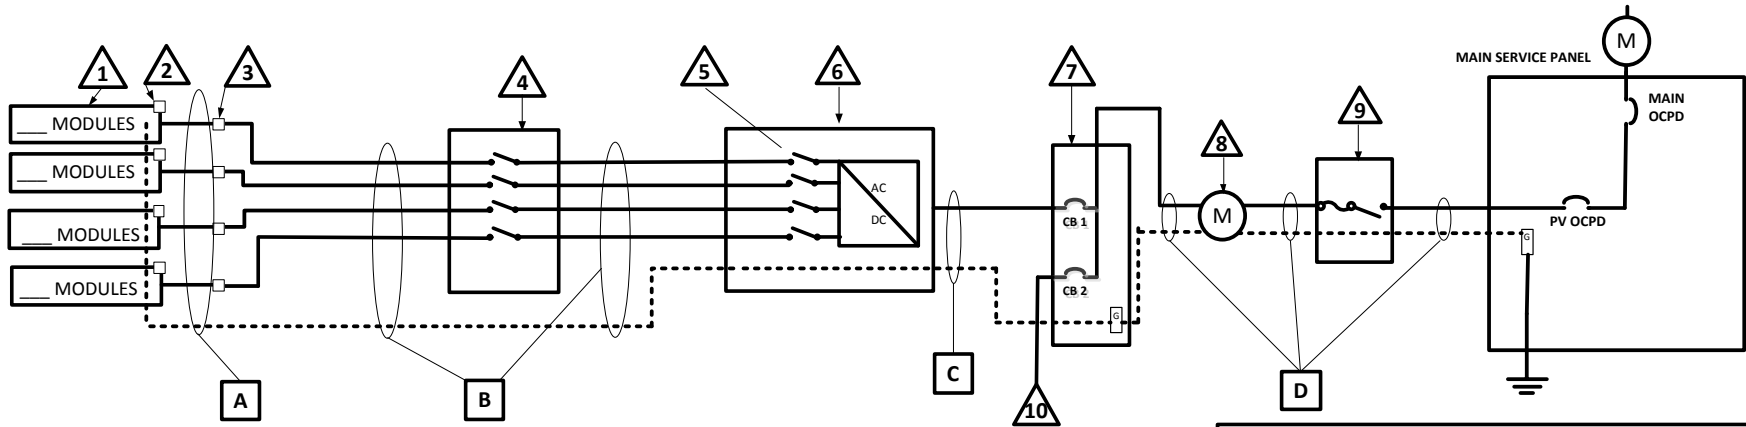 1
2
3
4
5
6
7
8
9
10
M
MAIN SERVICE PANEL
MAIN
OCPD
___ MODULES
___ MODULES
___ MODULES
___ MODULES
AC
DC
CB 1
CB 2
G
M
PV OCPD
G
A
B
C
D